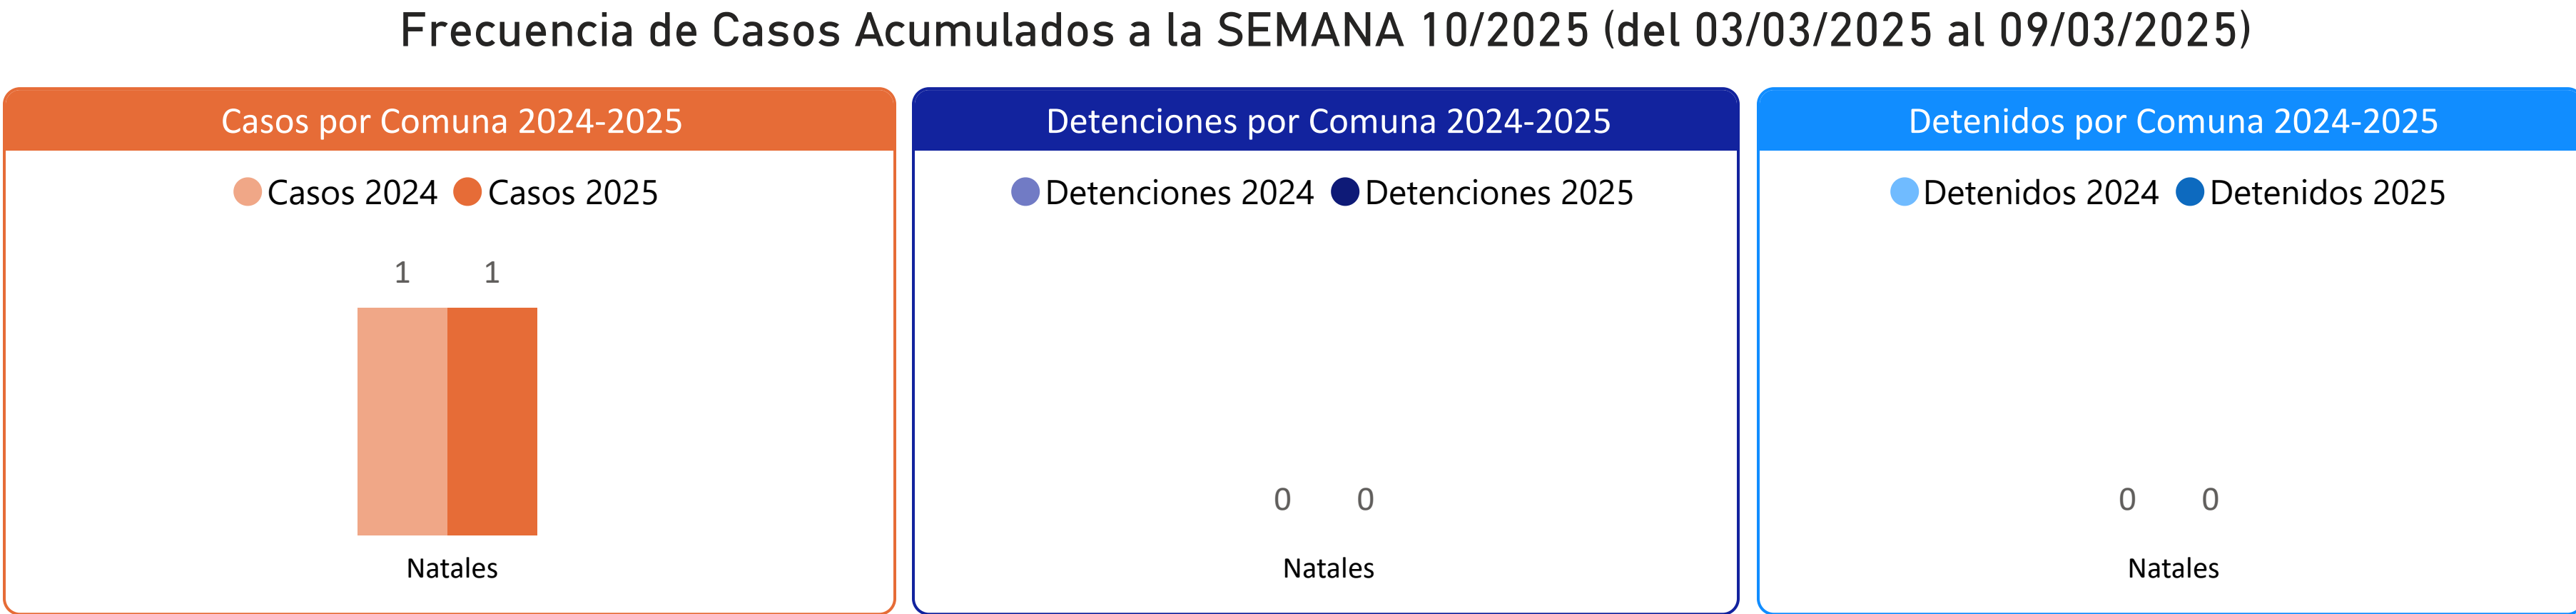 Frecuencia de Casos Acumulados a la SEMANA 10/2025 (del 03/03/2025 al 09/03/2025)
Casos por Comuna 2024-2025
Casos 2024 Casos 2025
1 1
Natales
Detenciones por Comuna 2024-2025
Detenciones 2024 Detenciones 2025
0 0
Natales
Detenidos por Comuna 2024-2025
Detenidos 2024 Detenidos 2025
0 0
Natales